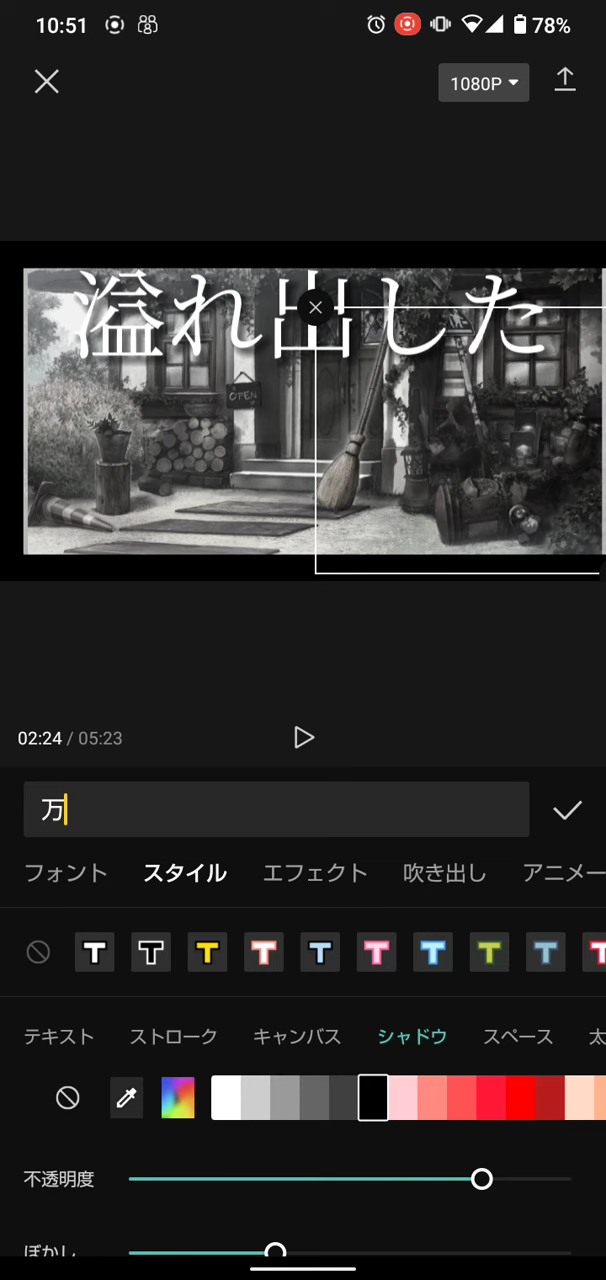 10:51
78%
1080P
溢れ出した
OPEN
02:24 / 05:23
万
フォント スタイル エフェクト 吹き出し アニメー
T T T T T T T T T T
テキスト ストローク キャンバス シャドウ スペース 太
不透明度
ぼかし